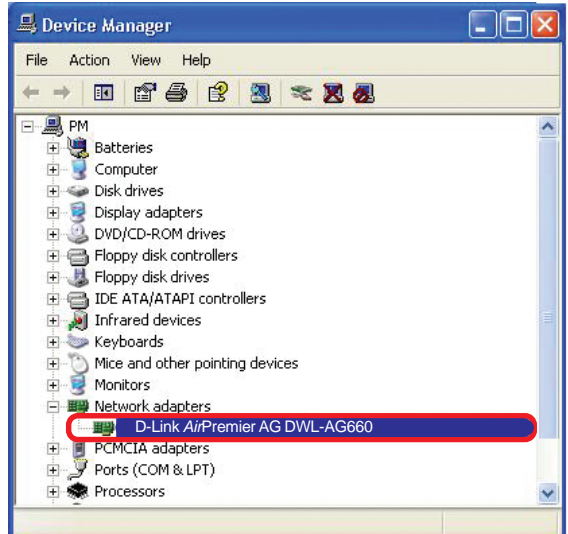 Device Manager
File Action View Help
PM
Batteries
Computer
Disk drives
Display adapters
DVD/CD-ROM drives
Floppy disk controllers
Floppy disk drives
IDE ATA/ATAPI controllers
Infrared devices
Keyboards
Mice and other pointing devices
Monitors
Network adapters
D-Link AirPremier AG DWL-AG660
PCMCIA adapters
Ports (COM & LPT)
Processors